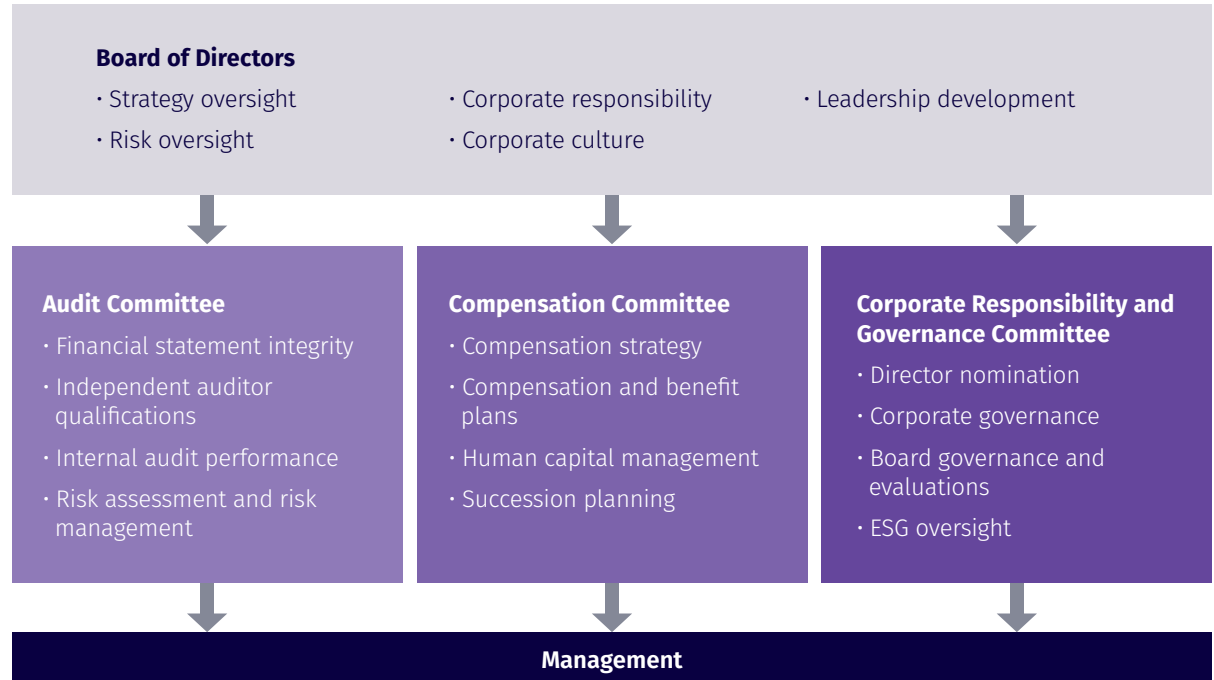 Board of Directors
· Strategy oversight
· Risk oversight
· Corporate responsibility
· Corporate culture
· Leadership development
Audit Committee
· Financial statement integrity
· Independent auditor
qualifications
· Internal audit performance
· Risk assessment and risk
management
Compensation Committee
· Compensation strategy
· Compensation and benefit
plans
· Human capital management
· Succession planning
Corporate Responsibility and
Governance Committee
· Director nomination
· Corporate governance
· Board governance and
evaluations
· ESG oversight
Management